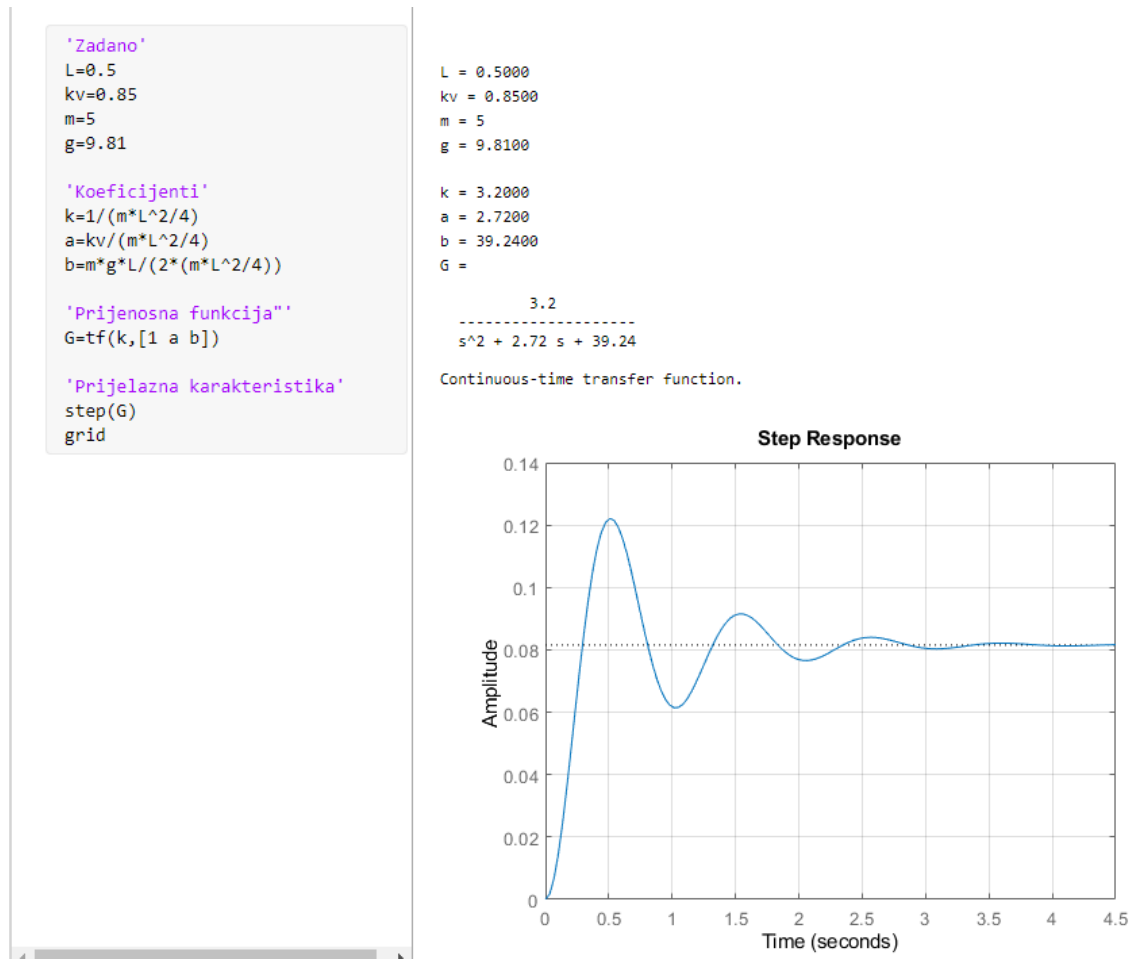 'Zadano'
L=0.5
kv=0.85
m=5
g=9.81
'Koeficijenti'
k=1/(m*L^2/4)
a=kv/(m*L^2/4)
b=m*g*L/(2*(m*L^2/4))
'Prijenosna funkcija"'
G=tf(k,[1 a b])
'Prijelazna karakteristika'
step(G)
grid
L = 0.5000
kv = 0.8500
m = 5
g = 9.8100
k = 3.2000
a = 2.7200
b = 39.2400
G =
3.2
--------------------
s^2 + 2.72 s + 39.24
Continuous-time transfer function.
Step Response
Amplitude
0.14
0.12
0.1
0.08
0.06
0.04
0.02
0
0 0.5 1 1.5 2 2.5 3 3.5 4 4.5
Time (seconds)